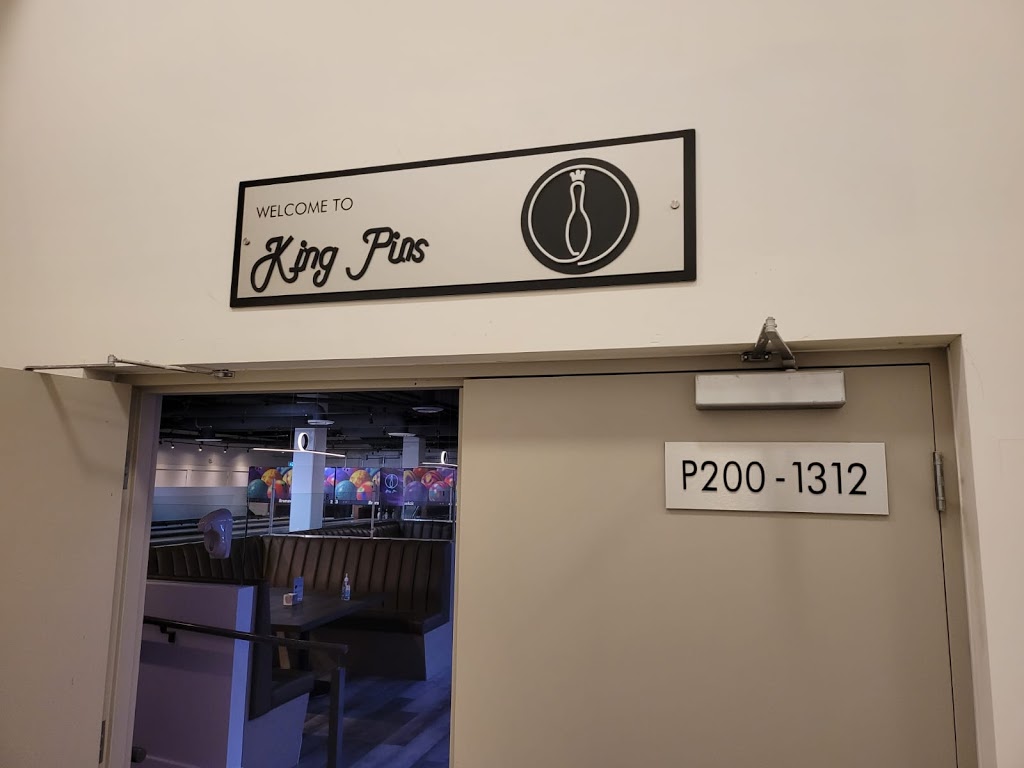 WELCOME TO
King Pins
P200 - 1312